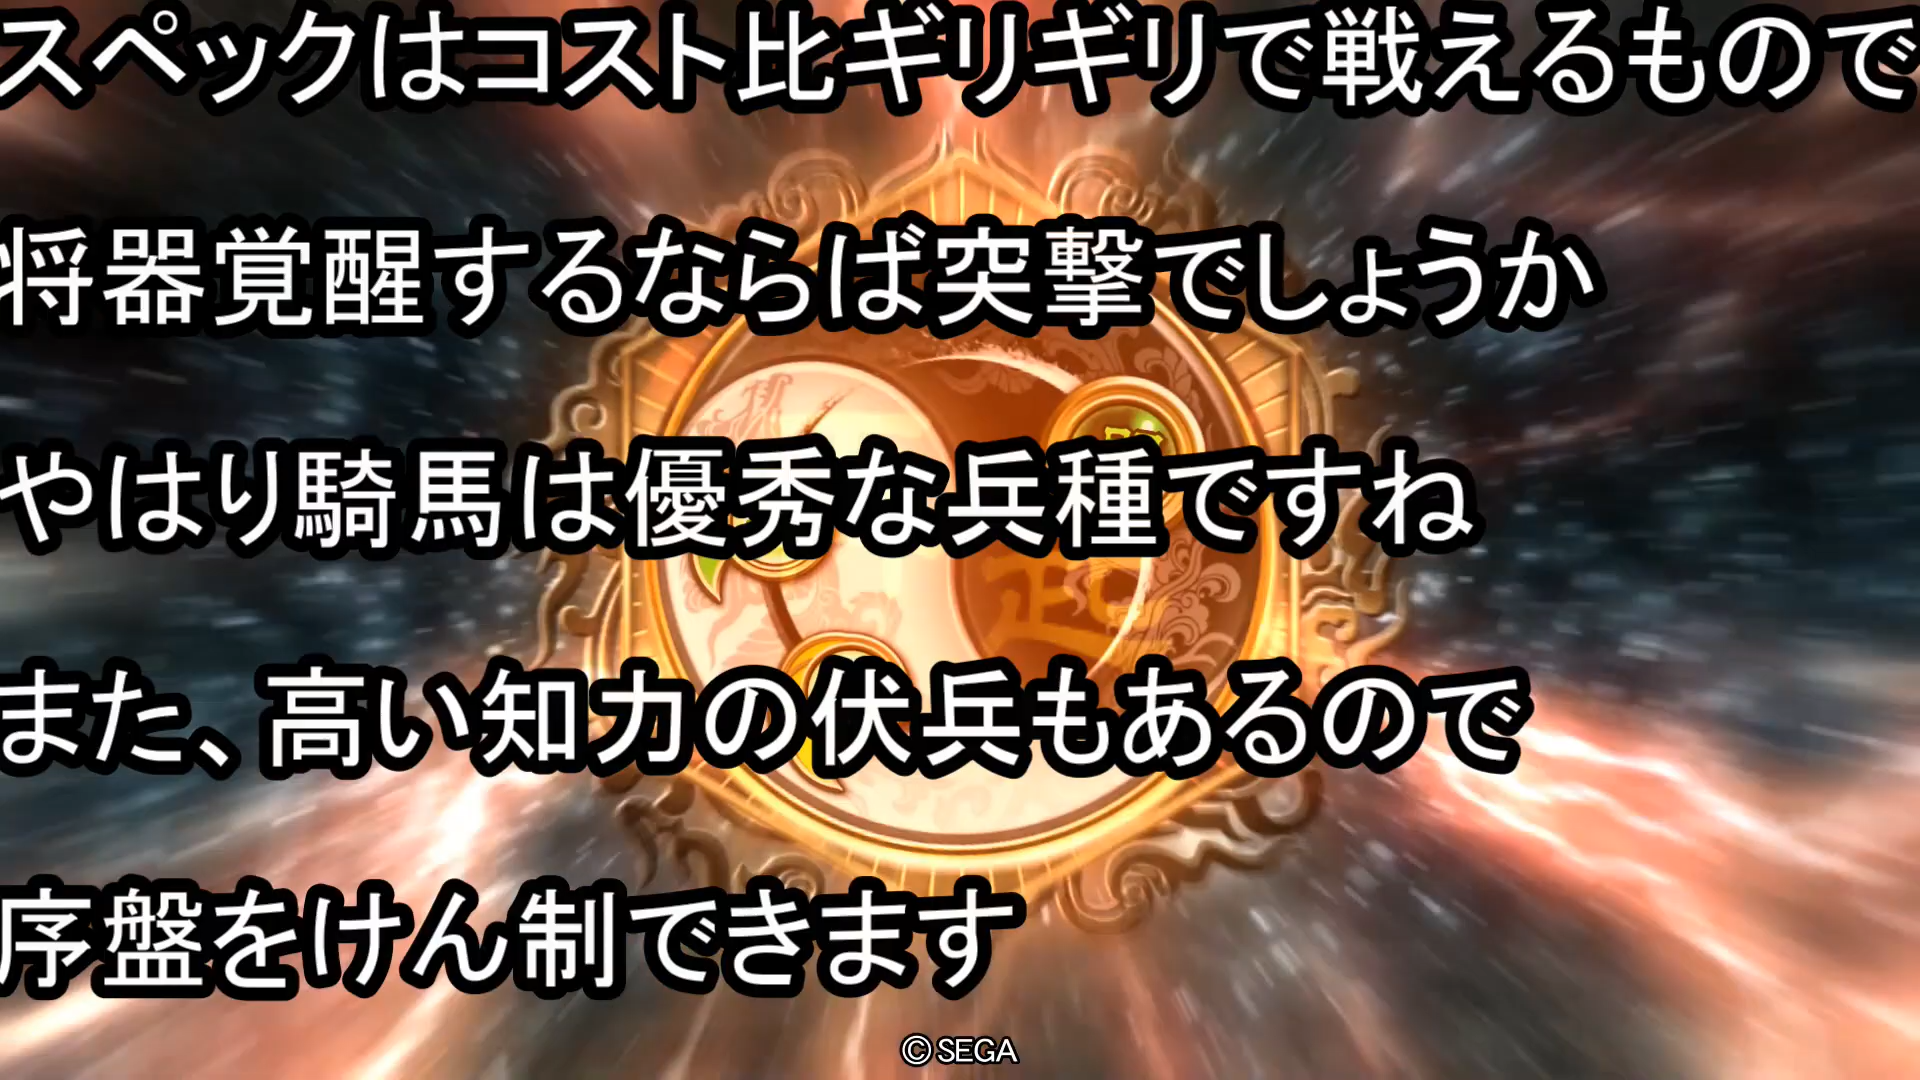 スペックはコスト比ギリギリで戦えるもので
将器覚醒するならば突撃でしょうか
やはり騎馬は優秀な兵種ですね
また、高い知力の伏兵もあるので
序盤をけん制できます
©SEGA